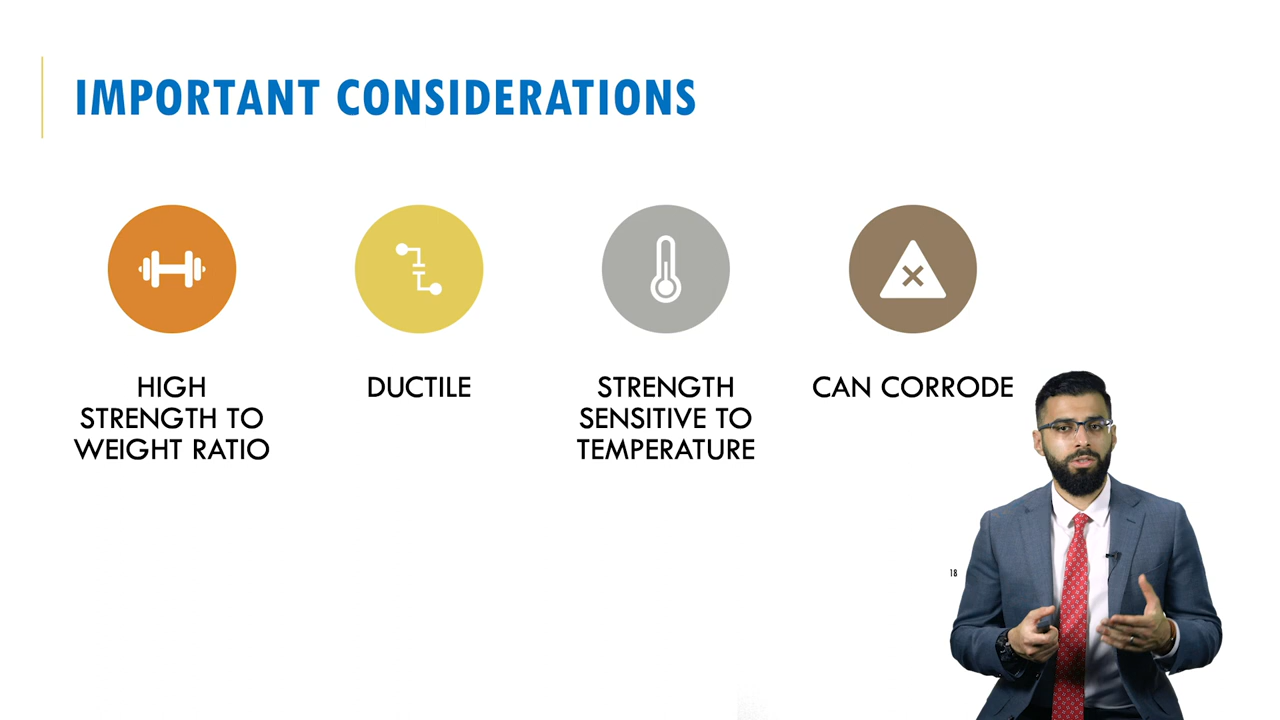 IMPORTANT CONSIDERATIONS
HIGH
STRENGTH TO
WEIGHT RATIO
DUCTILE
STRENGTH
SENSITIVE TO
TEMPERATURE
CAN CORRODE
18